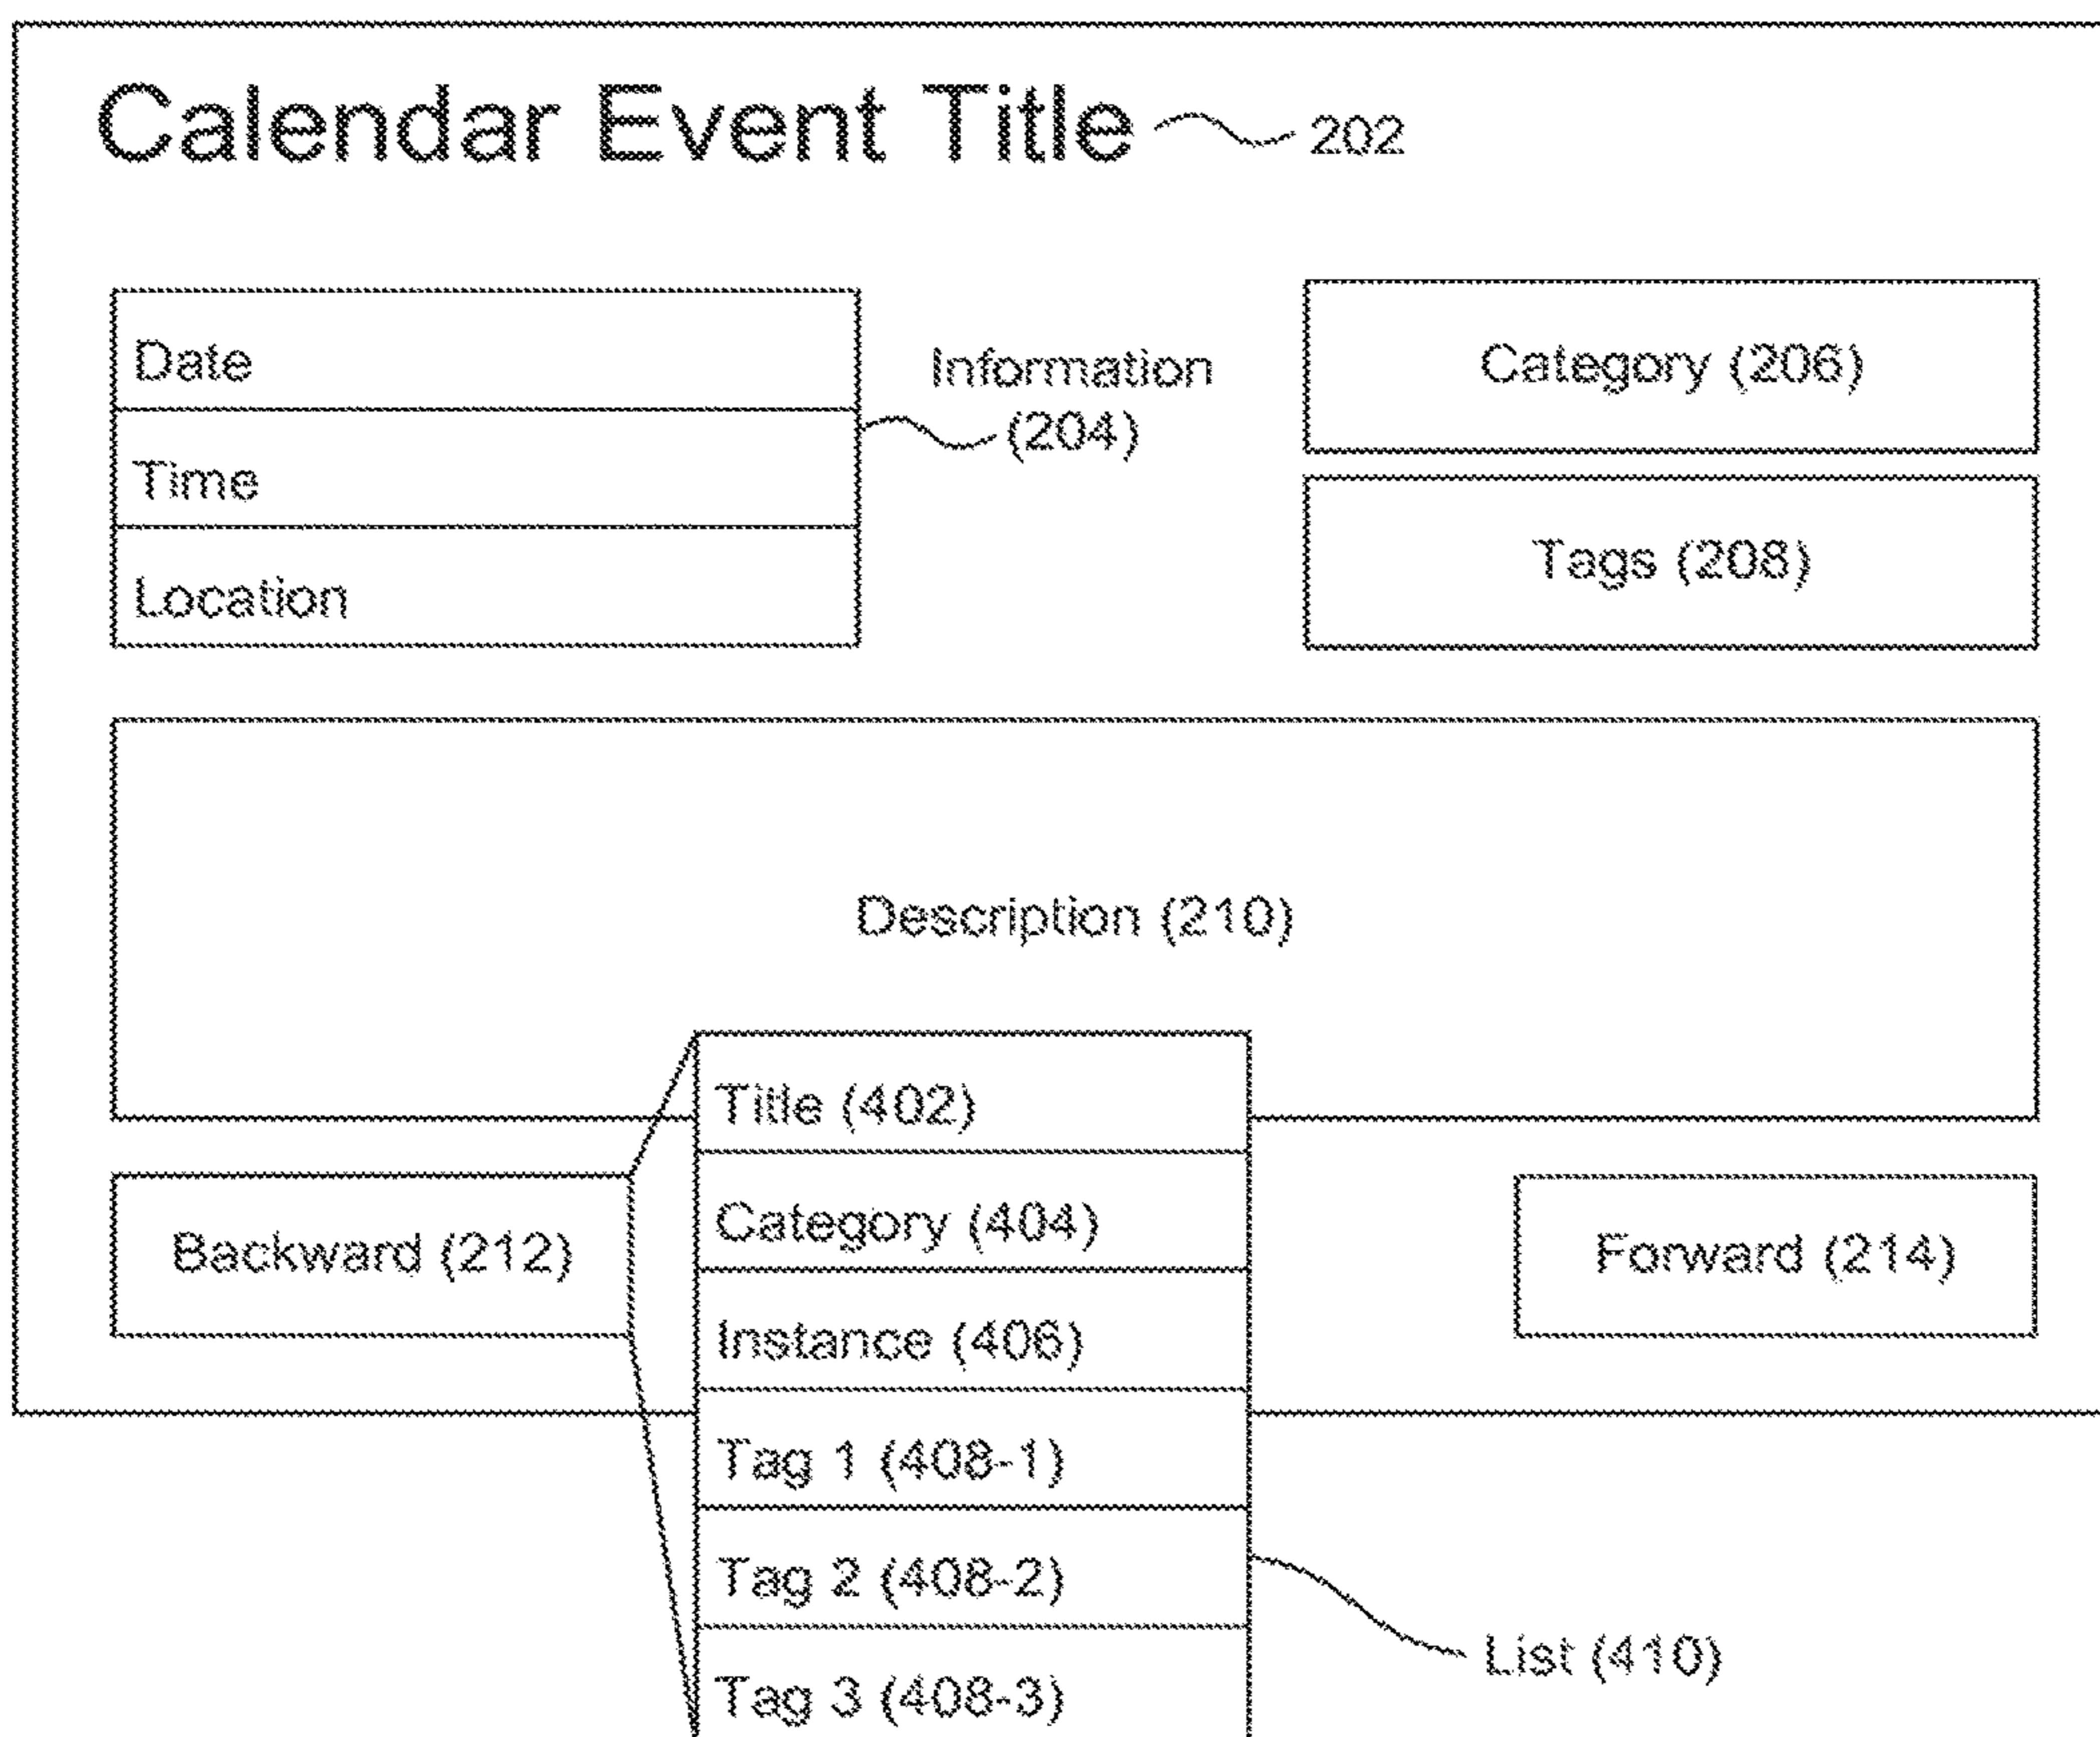 Calendar Event Title 202
Date
Time
Location
Information
(204)
Category (206)
Tags (208)
Description (210)
Backward (212)
Title (402)
Category (404)
Instance (406)
Tag 1 (408-1)
Tag 2 (408-2)
Tag 3 (408-3)
Forward (214)
List (410)